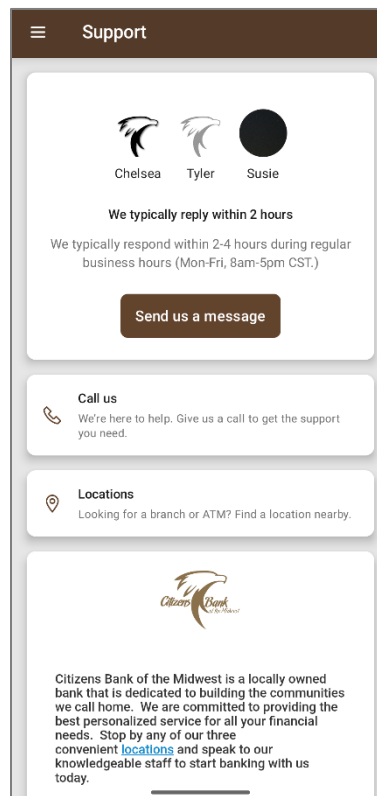 Support
Chelsea Tyler Susie
We typically reply within 2 hours
We typically respond within 2-4 hours during regular
business hours (Mon-Fri, 8am-5pm CST.)
Send us a message
Call us
We're here to help. Give us a call to get the support
you need.
Locations
Looking for a branch or ATM? Find a location nearby.
Citizens Bank
of the Midwest
Citizens Bank of the Midwest is a locally owned
bank that is dedicated to building the communities
we call home. We are committed to providing the
best personalized service for all your financial
needs. Stop by any of our three
convenient locations and speak to our
knowledgeable staff to start banking with us
today.